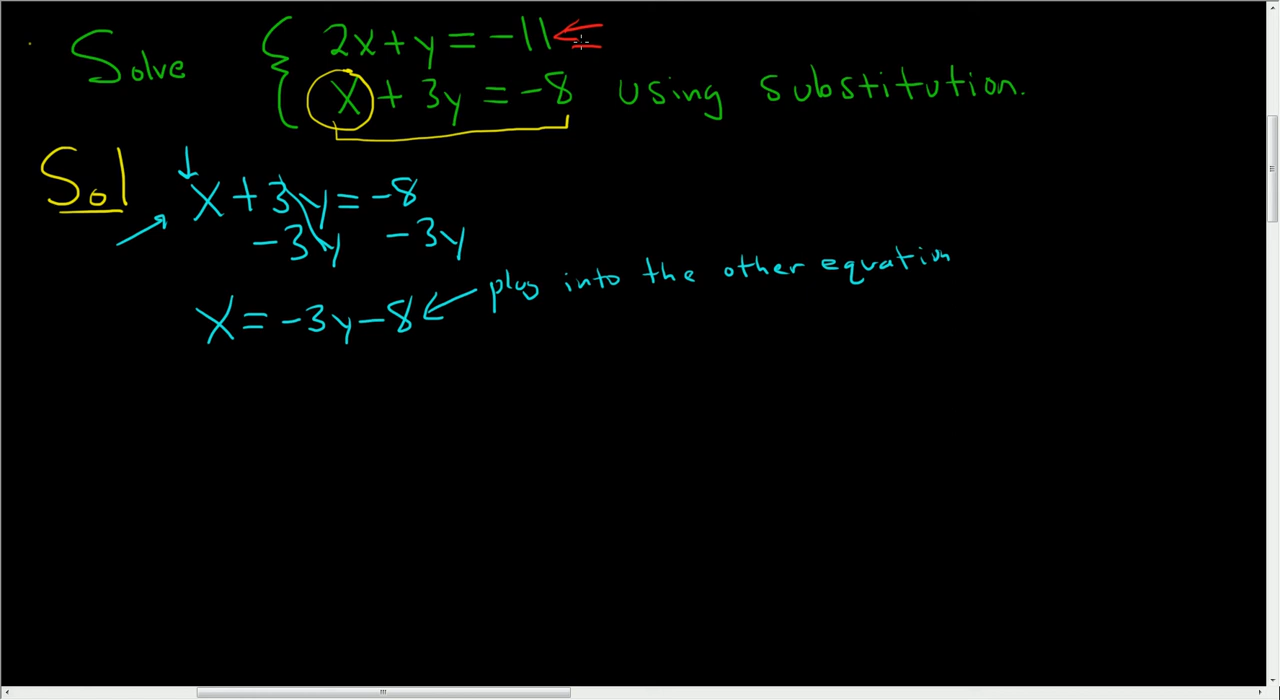 Solve { 2x + y = -11
x + 3y = -8 using substitution.
Sol
x + 3y = -8
-3y -3y
x = -3y - 8 plug into the other equation